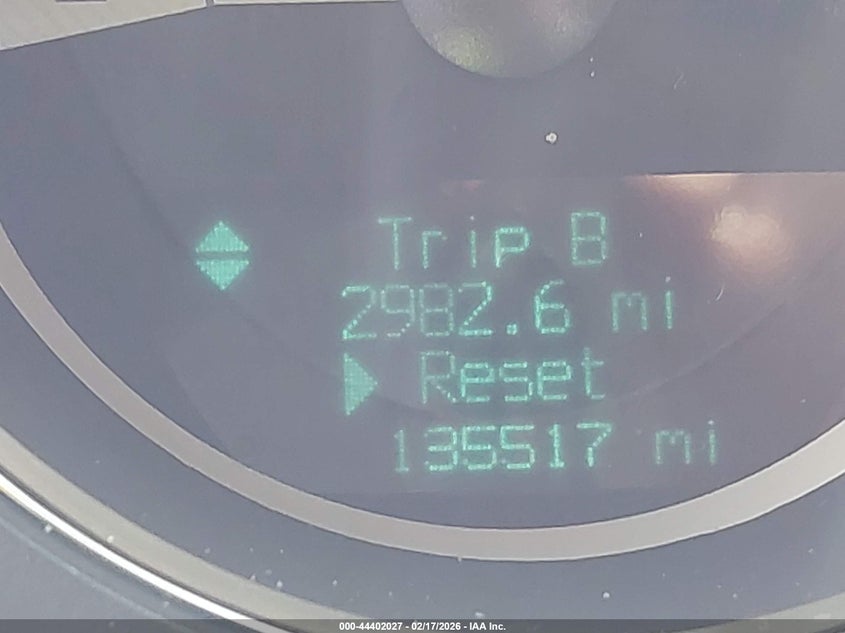 Trip B
2982.6 mi
Reset
135517 mi
000-44402027 - 02/17/2026 - IAA Inc.